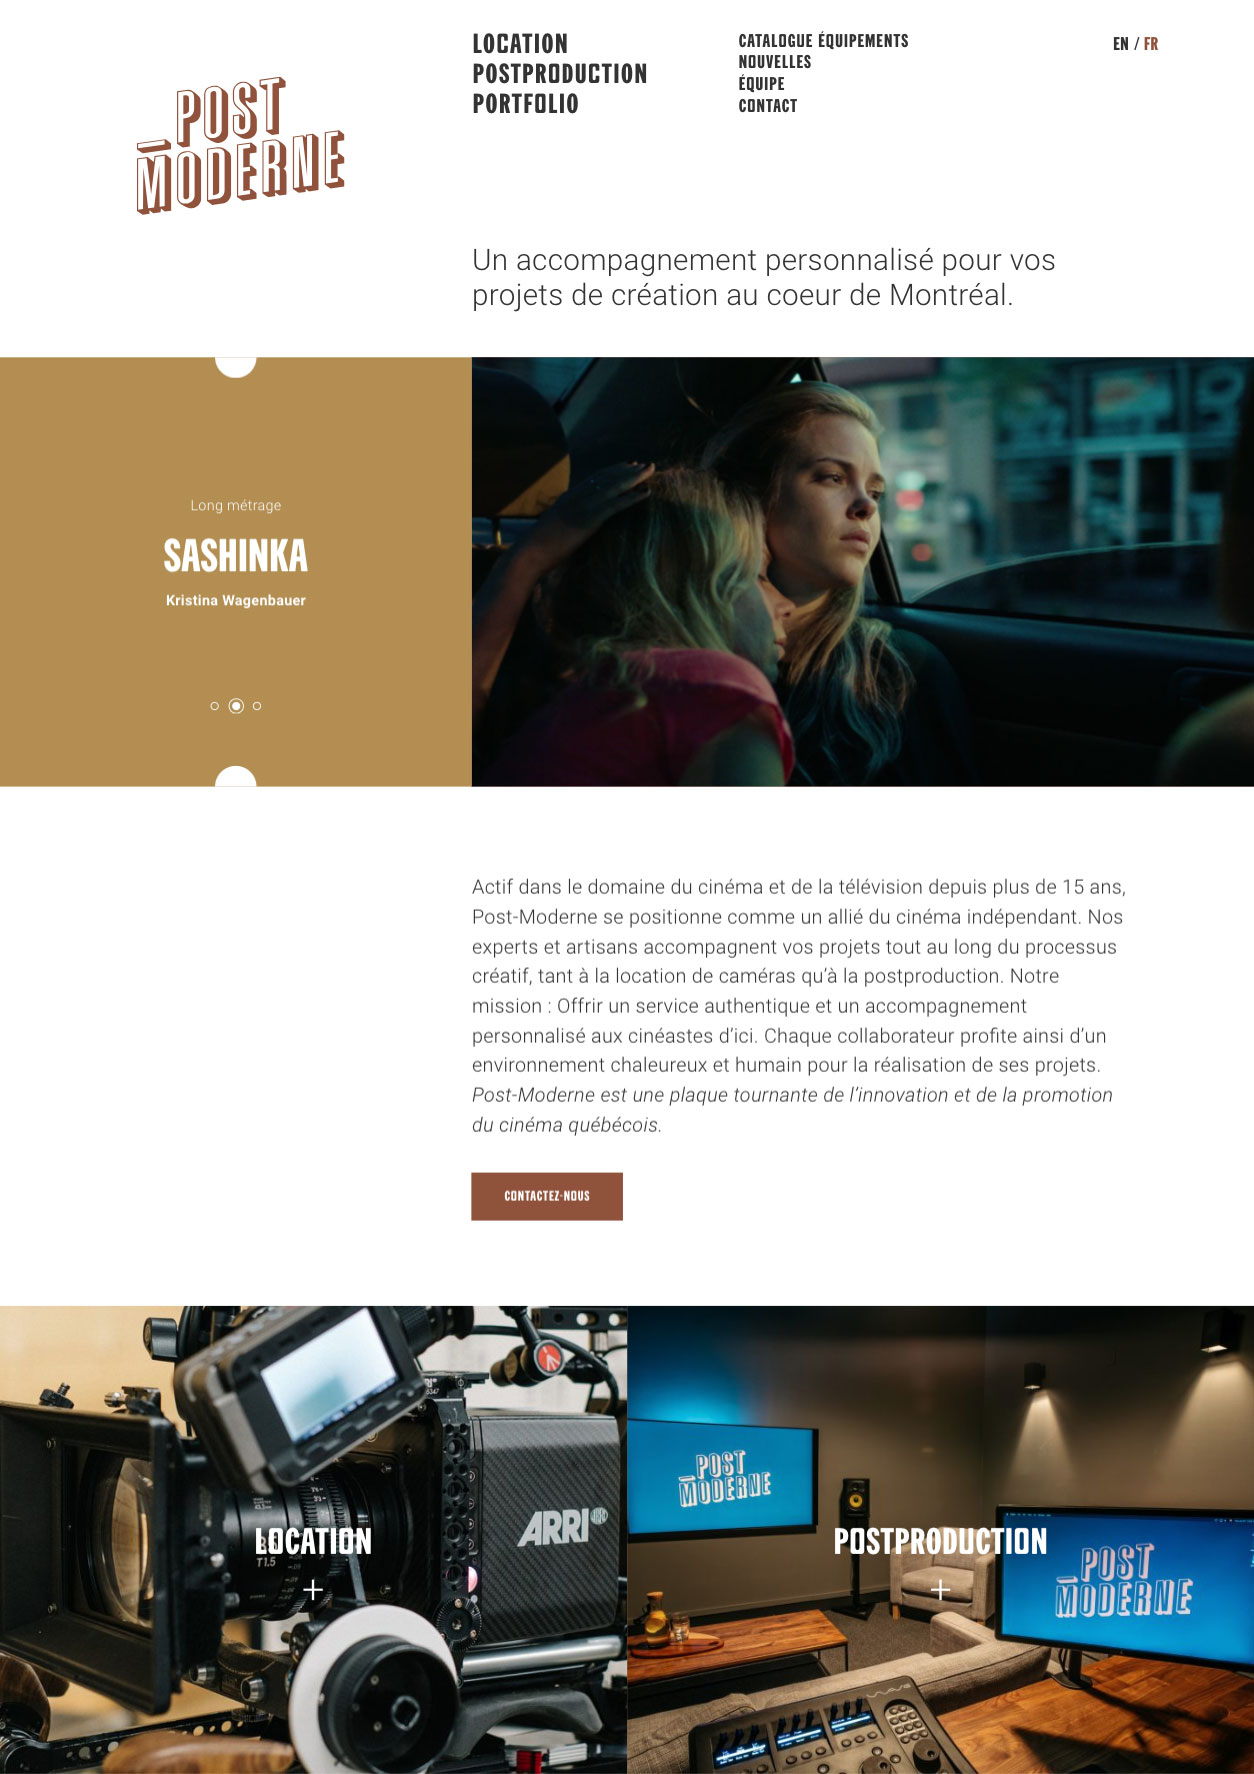 LOCATION
POSTPRODUCTION
PORTFOLIO
CATALOGUE ÉQUIPEMENTS
NOUVELLES
ÉQUIPE
CONTACT
EN / FR
POST
MODERNE
Un accompagnement personnalisé pour vos
projets de création au coeur de Montréal.
Long métrage
SASHINKA
Kristina Wagenbauer
Actif dans le domaine du cinéma et de la télévision depuis plus de 15 ans,
Post-Moderne se positionne comme un allié du cinéma indépendant. Nos
experts et artisans accompagnent vos projets tout au long du processus
créatif, tant à la location de caméras qu’à la postproduction. Notre
mission : Offrir un service authentique et un accompagnement
personnalisé aux cinéastes d’ici. Chaque collaborateur profite ainsi d’un
environnement chaleureux et humain pour la réalisation de ses projets.
Post-Moderne est une plaque tournante de l’innovation et de la promotion
du cinéma québécois.
CONTACTEZ-NOUS
ARRI
LOCATION
T1.5
POST
MODERNE
POSTPRODUCTION
POST
MODERNE